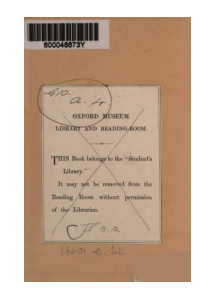 600048673Y
a. 4.
OXFORD MUSEUM.
LIBRARY AND READING-ROOM.
THIS Book belongs to the "Student's
Library."
It may not be removed from the
Reading Room without permission
of the Librarian.